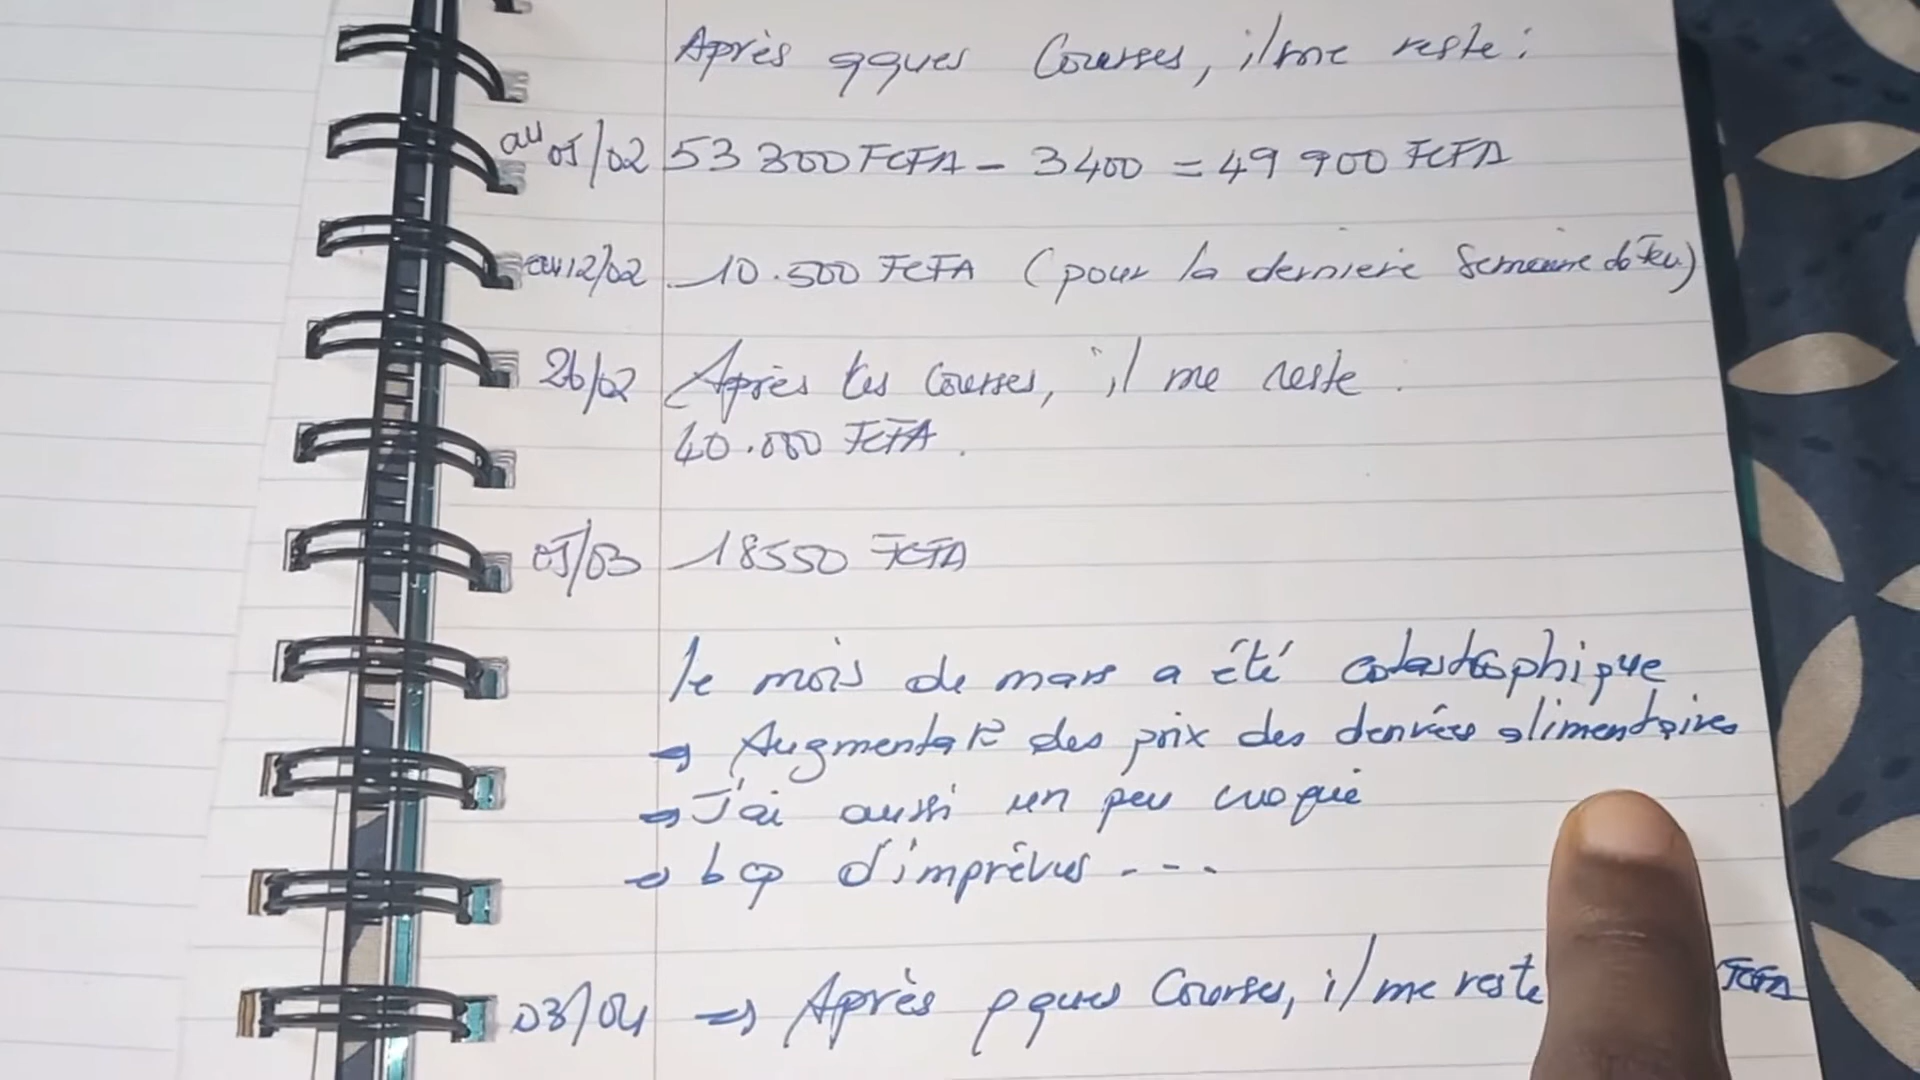 Après qques Courses, il me reste :
au 05/02 53 300 FCFA - 3400 = 49 900 FCFA
au 12/02 10.500 FCFA (pour la derniere Semaine de Fev.)
26/02 Après les Courses, il me reste :
40.000 FCFA.
05/03 18550 FCFA
le mois de mars a été catastrophique
→ Augmentat° des prix des denrées alimentaires
→ J'ai aussi un peu croqué
→ bcp d'imprévus ---
03/04 => Après qques Courses, il me reste FCFA